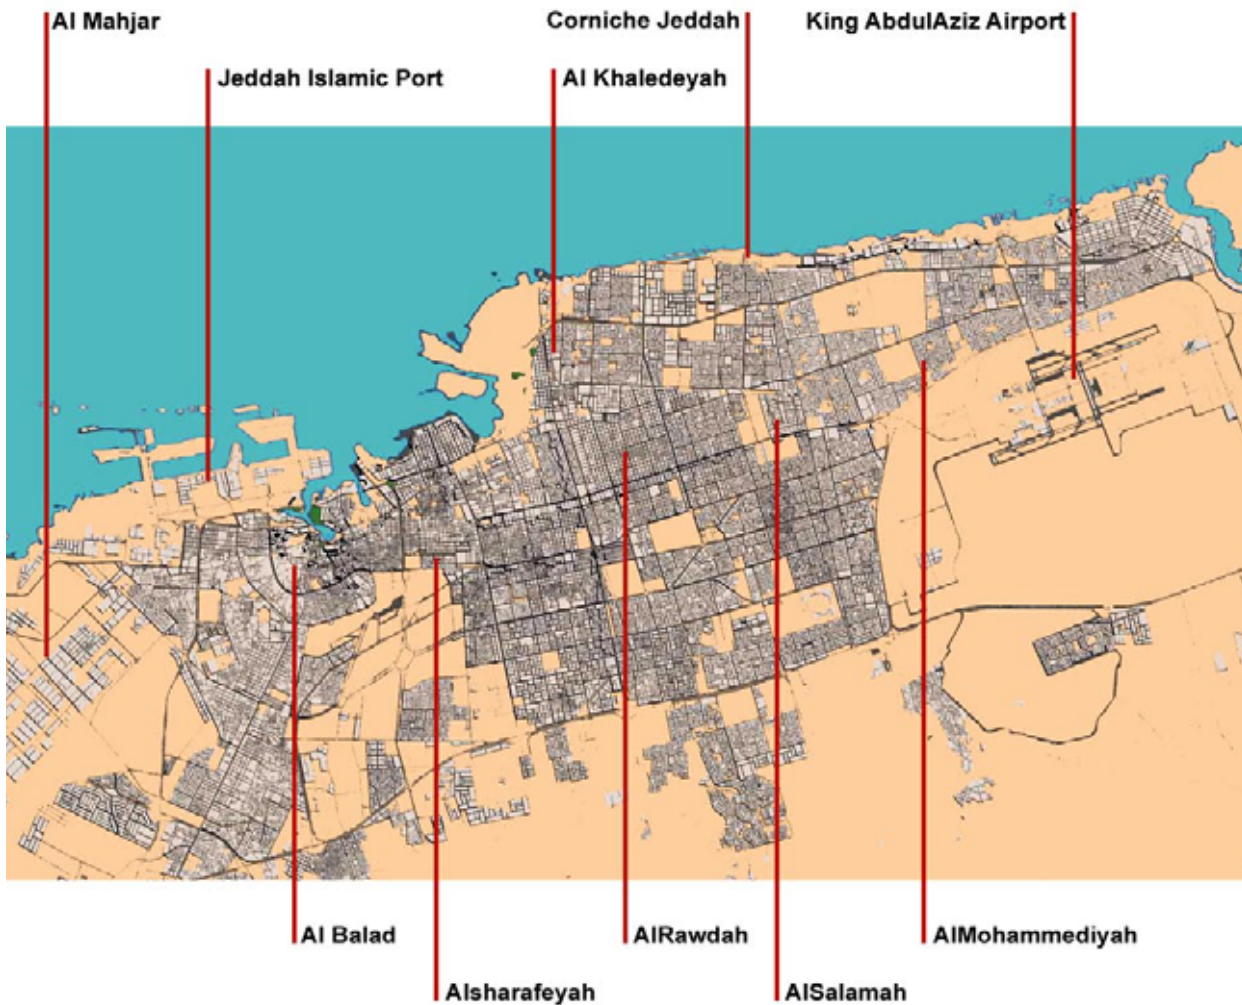 Al Mahjar
Corniche Jeddah
King AbdulAziz Airport
Jeddah Islamic Port
Al Khaledeyah
Al Balad
AlRawdah
AlMohammediyah
Alsharafeyah
AlSalamah